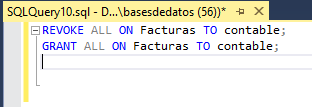 SQLQuery10.sql - D...\basesdedatos (56))*
REVOKE ALL ON Facturas TO contable;
GRANT ALL ON Facturas TO contable;